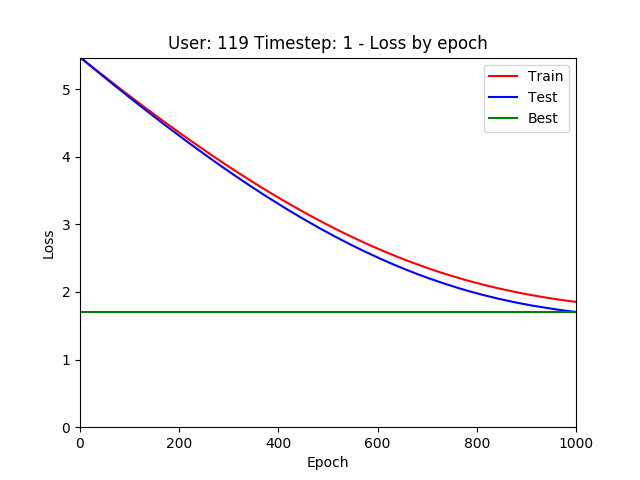 User: 119 Timestep: 1 - Loss by epoch
Train
Test
Best
Loss
5
4
3
2
1
0
0 200 400 600 800 1000
Epoch